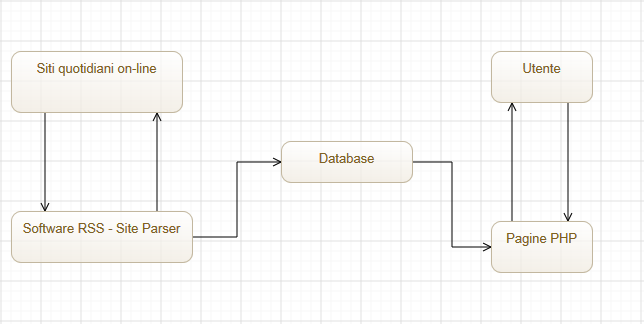 Siti quotidiani on-line
Utente
Database
Software RSS - Site Parser
Pagine PHP